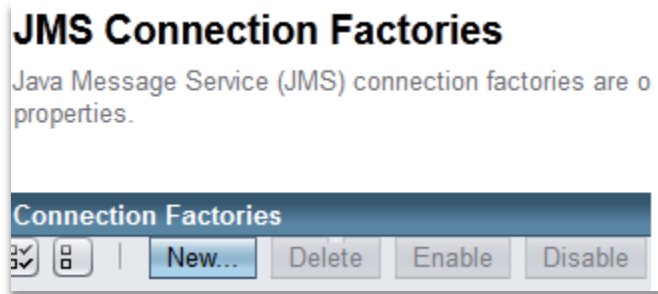 JMS Connection Factories
Java Message Service (JMS) connection factories are o
properties.
Connection Factories
New... Delete Enable Disable